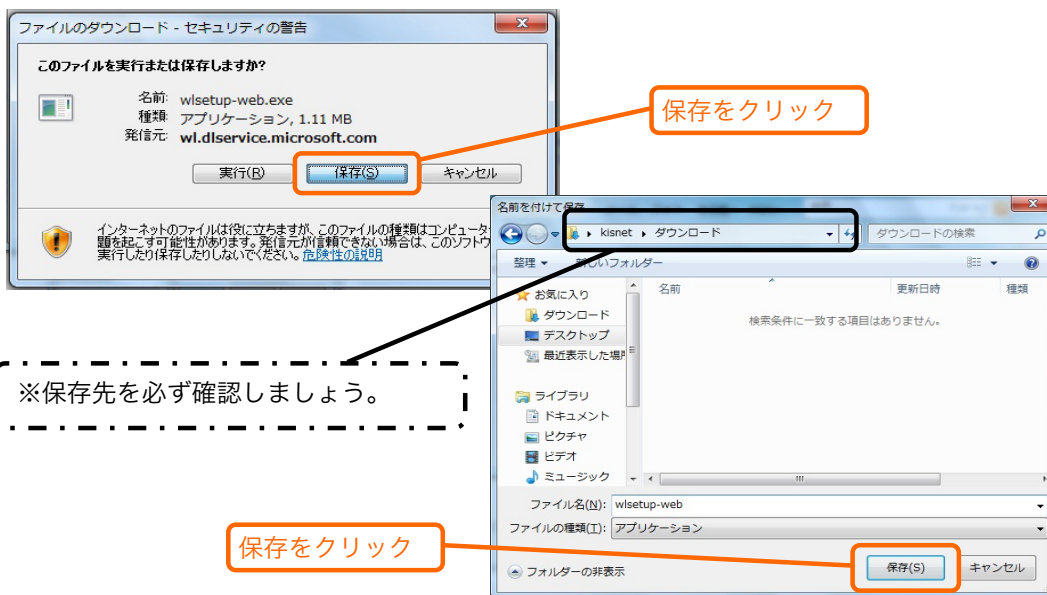 ファイルのダウンロード - セキュリティの警告
このファイルを実行または保存しますか?
名前: wlsetup-web.exe
種類: アプリケーション, 1.11 MB
発信元: wl.dlservice.microsoft.com
実行(R)
保存(S)
キャンセル
インターネットのファイルは役に立ちますが、このファイルの種類はコンピュータ
題を起こす可能性があります。発信元が信頼できない場合は、このソフトウ
実行したり保存したりしないでください。危険性の説明
保存をクリック
名前を付けて保存
kisnet
ダウンロード
ダウンロードの検索
整理
新しいフォルダー
お気に入り
ダウンロード
デスクトップ
最近表示した場所
ライブラリ
ドキュメント
ピクチャ
ビデオ
ミュージック
名前
更新日時
種類
検索条件に一致する項目はありません。
※保存先を必ず確認しましょう。
ファイル名(N): wlsetup-web
ファイルの種類(T): アプリケーション
フォルダーの非表示
保存(S)
キャンセル
保存をクリック